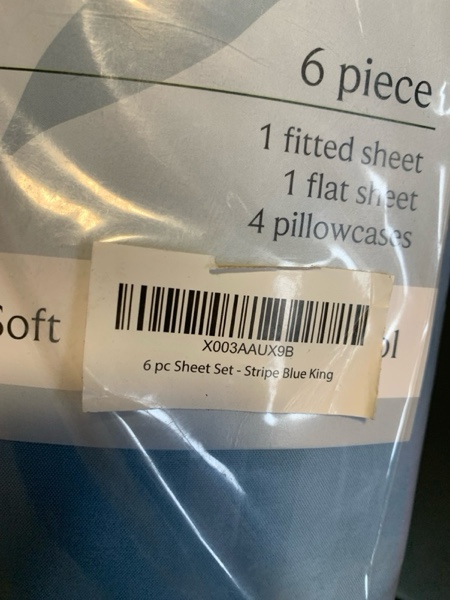 6 piece
1 fitted sheet
1 flat sheet
4 pillowcases
Soft
X003AAUX9B
6 pc Sheet Set - Stripe Blue King